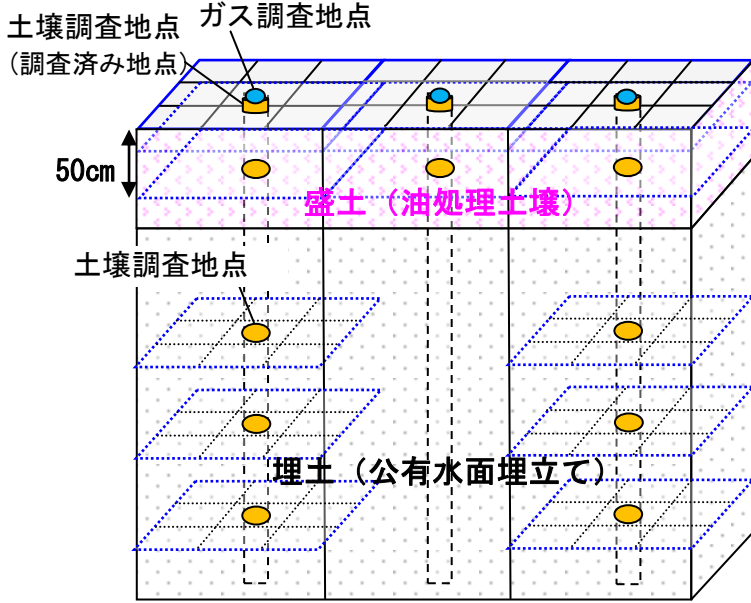 ガス調査地点
土壌調査地点
(調査済み地点)
50cm
盛土（油処理土壌）
土壌調査地点
埋土（公有水面埋立て）